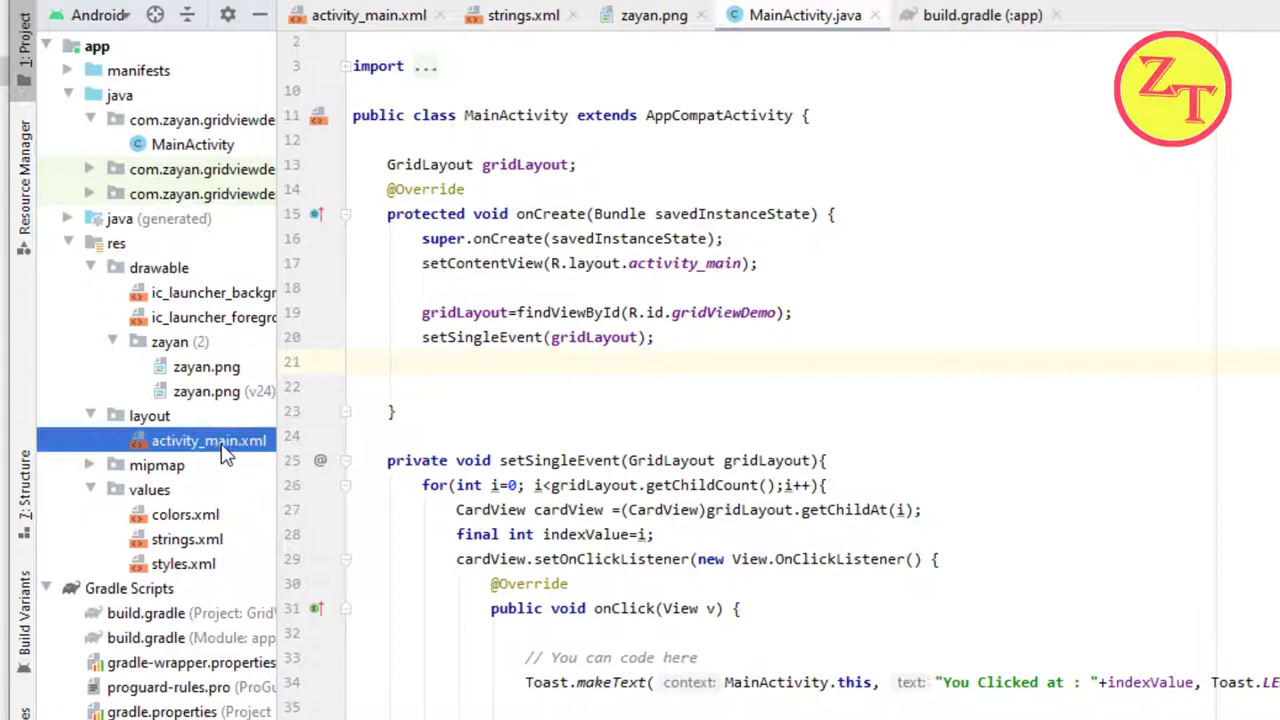 Android
activity_main.xml
strings.xml
zayan.png
MainActivity.java
build.gradle (:app)
ZT
1: Project
Resource Manager
Z: Structure
Build Variants
app
manifests
java
com.zayan.gridviewde
MainActivity
com.zayan.gridviewde
com.zayan.gridviewde
java (generated)
res
drawable
ic_launcher_backgr
ic_launcher_foregro
zayan (2)
zayan.png
zayan.png (v24)
layout
activity_main.xml
mipmap
values
colors.xml
strings.xml
styles.xml
Gradle Scripts
build.gradle (Project: Grid
build.gradle (Module: app
gradle-wrapper.properties
proguard-rules.pro (ProGu
gradle.properties (Project
2
3 import ...
10
11 public class MainActivity extends AppCompatActivity {
12
13 GridLayout gridLayout;
14 @Override
15 protected void onCreate(Bundle savedInstanceState) {
16 super.onCreate(savedInstanceState);
17 setContentView(R.layout.activity_main);
18
19 gridLayout=findViewById(R.id.gridViewDemo);
20 setSingleEvent(gridLayout);
21
22
23 }
24
25 @ private void setSingleEvent(GridLayout gridLayout){
26 for(int i=0; i<gridLayout.getChildCount();i++){
27 CardView cardView =(CardView)gridLayout.getChildAt(i);
28 final int indexValue=i;
29 cardView.setOnClickListener(new View.OnClickListener() {
30 @Override
31 public void onClick(View v) {
32
33 // You can code here
34 Toast.makeText( context: MainActivity.this, text: "You Clicked at : "+indexValue, Toast.LE
35